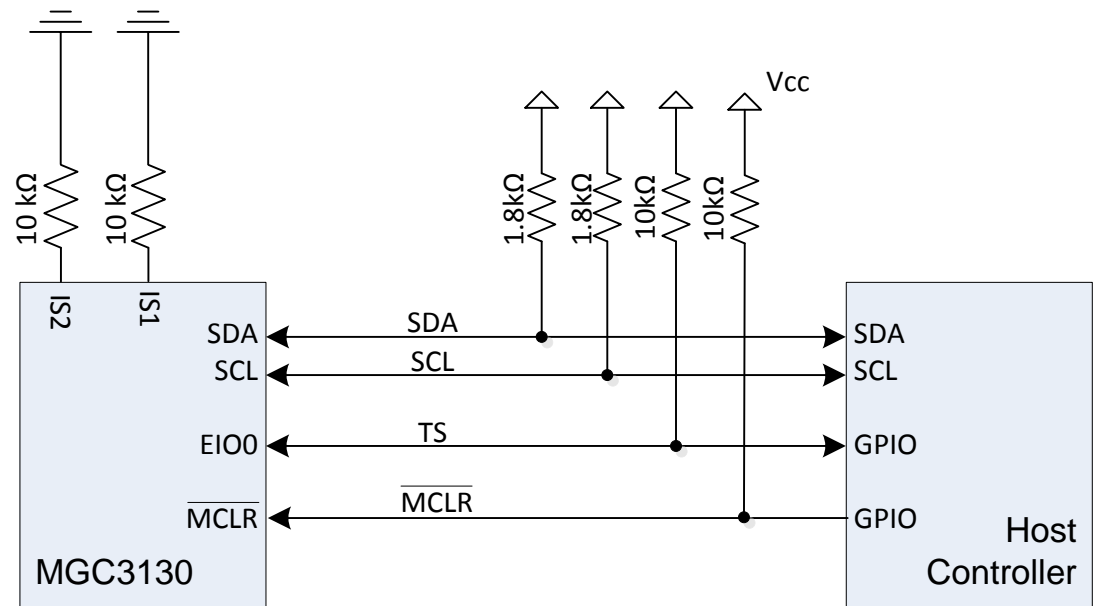 Vcc
10 kΩ
10 kΩ
1.8kΩ
1.8kΩ
10kΩ
10kΩ
IS2
IS1
SDA
SDA
SDA
SCL
SCL
SCL
EIO0
TS
GPIO
MCLR
MCLR
GPIO
MGC3130
Host
Controller